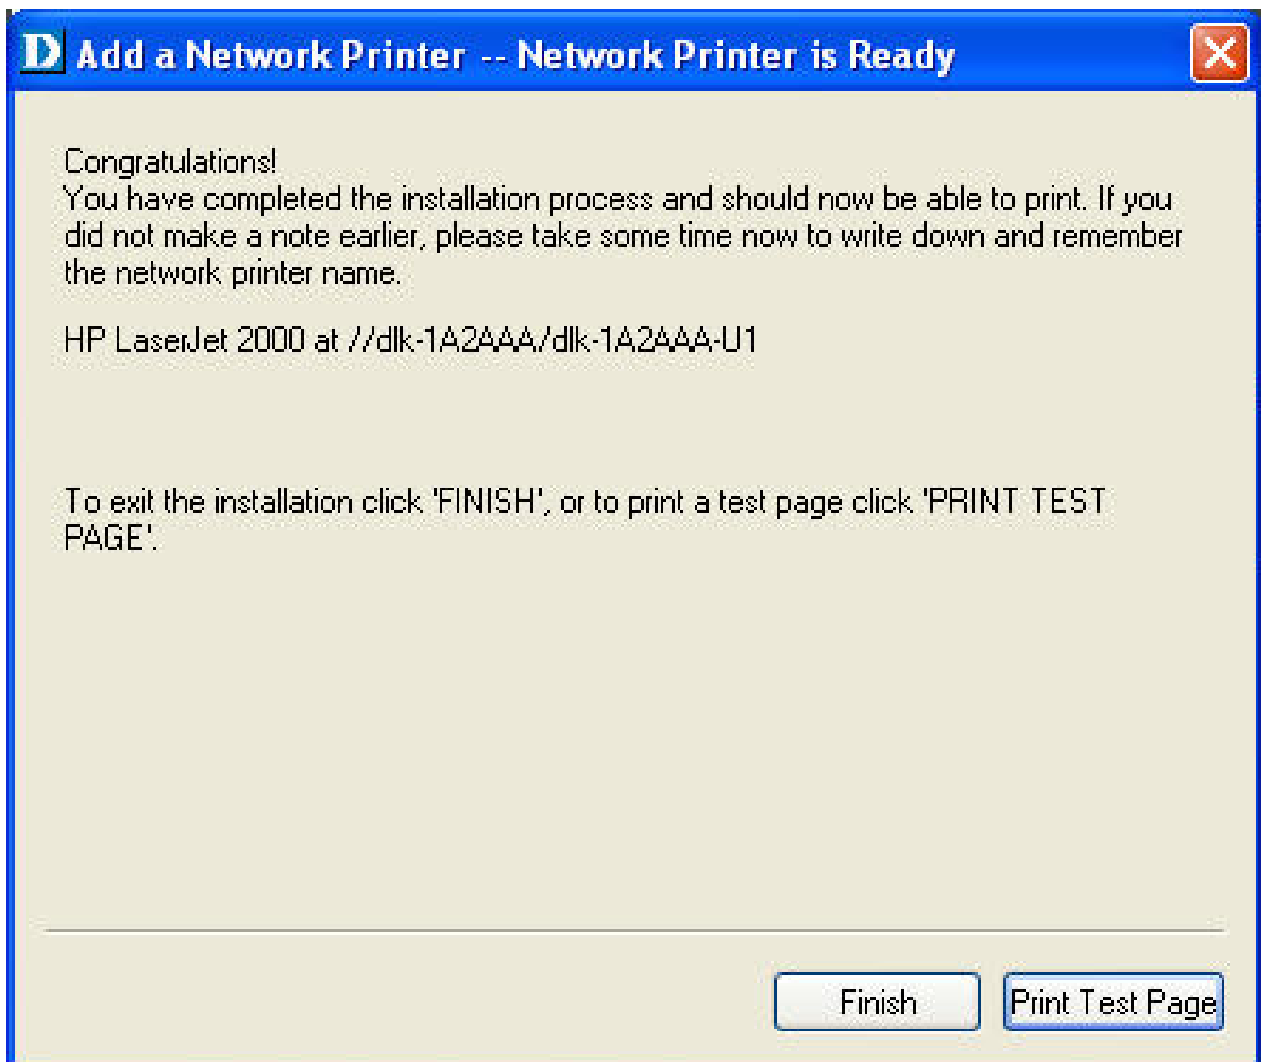 D Add a Network Printer -- Network Printer is Ready
Congratulations!
You have completed the installation process and should now be able to print. If you
did not make a note earlier, please take some time now to write down and remember
the network printer name.
HP LaserJet 2000 at //dlk-1A2AAA/dlk-1A2AAA-U1
To exit the installation click 'FINISH', or to print a test page click 'PRINT TEST
PAGE'.
Finish
Print Test Page